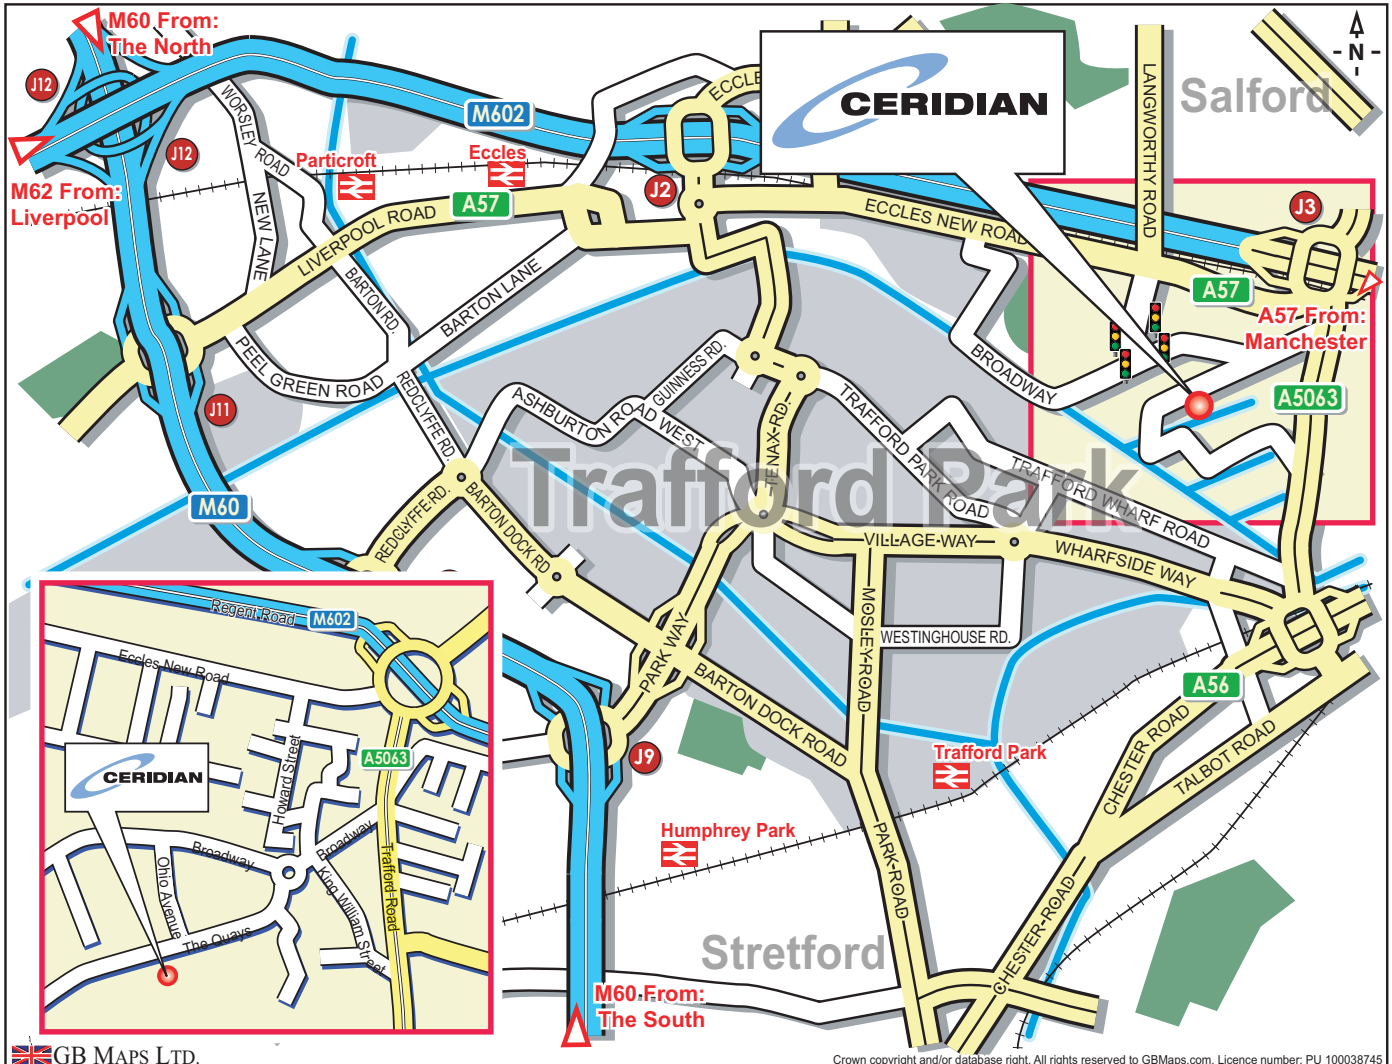 M60 From:
The North
J12
J12
M62 From:
Liverpool
WORSLEY ROAD
NEW LANE
Particroft
Eccles
M602
A57
LIVERPOOL ROAD
BARTON RD.
BARTON LANE
PEEL GREEN ROAD
J11
M60
REDCLYFFE RD.
REDCLYFFE-RD.
BARTON DOCK RD
J2
ECCLE
CERIDIAN
ECCLES NEW ROAD
LANGWORTHY ROAD
Salford
N
J3
A57
A57 From:
Manchester
A5063
BROADWAY
GUINNESS RD.
ASHBURTON ROAD WEST
TENAX-RD.
TRAFFORD PARK ROAD
Trafford Park
TRAFFORD WHARF ROAD
VILLAGE-WAY
WHARFSIDE WAY
MOSLEY-ROAD
WESTINGHOUSE RD.
PARK WAY
BARTON DOCK ROAD
J9
A56
CHESTER ROAD
TALBOT ROAD
Trafford Park
Humphrey Park
PARK-ROAD
CHESTER-ROAD
Stretford
M60 From:
The South
Regent Road
M602
Eccles New Road
Howard Street
A5063
CERIDIAN
Broadway
Broadway
Ohio Avenue
The Quays
King William Street
Trafford-Road
GB MAPS LTD.
Crown copyright and/or database right. All rights reserved to GBMaps.com. Licence number: PU 100038745